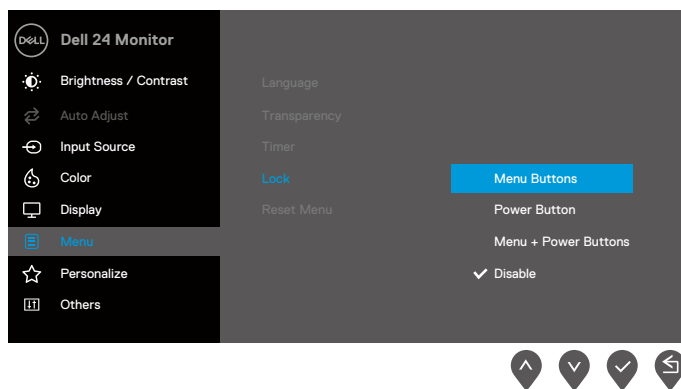 DELL Dell 24 Monitor
Brightness / Contrast
Language
Auto Adjust
Transparency
Input Source
Timer
Color
Lock
Menu Buttons
Display
Reset Menu
Power Button
Menu
Menu + Power Buttons
Personalize
Disable
Others